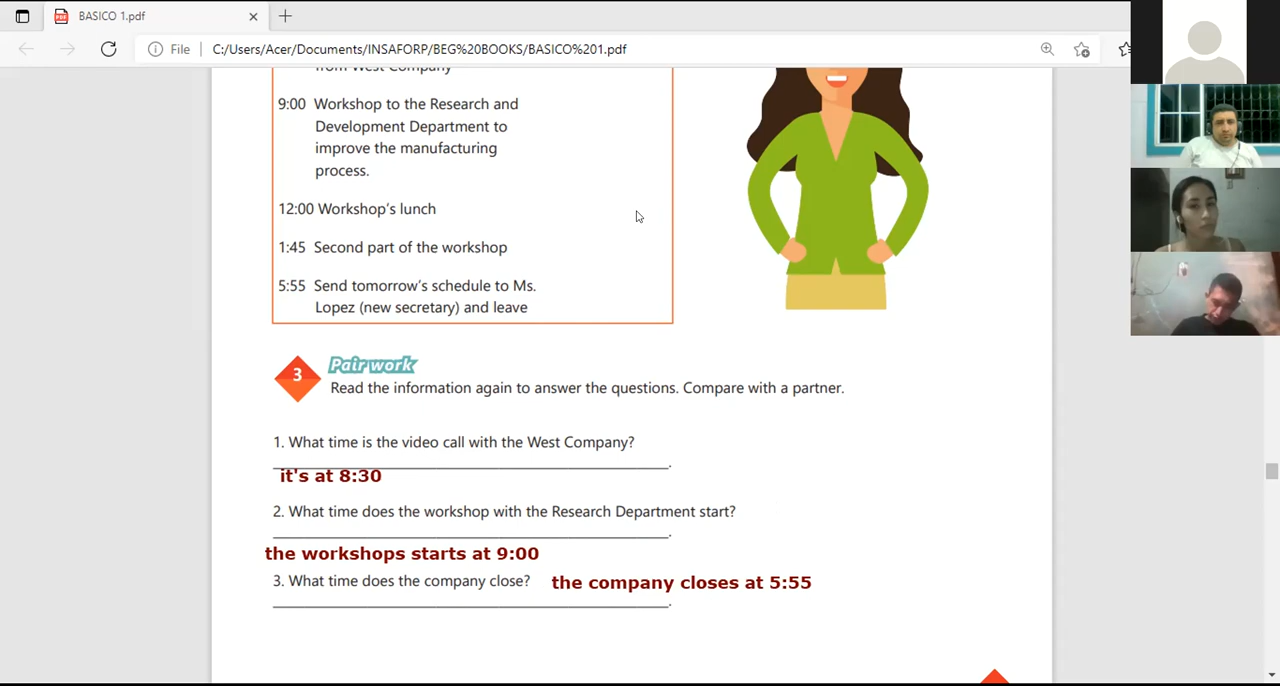 BASICO 1.pdf
File C:/Users/Acer/Documents/INSAFORP/BEG%20BOOKS/BASICO%201.pdf
from West Company
9:00 Workshop to the Research and
Development Department to
improve the manufacturing
process.
12:00 Workshop's lunch
1:45 Second part of the workshop
5:55 Send tomorrow's schedule to Ms.
Lopez (new secretary) and leave
3 Pair work
Read the information again to answer the questions. Compare with a partner.
1. What time is the video call with the West Company?
it's at 8:30
2. What time does the workshop with the Research Department start?
the workshops starts at 9:00
3. What time does the company close? the company closes at 5:55